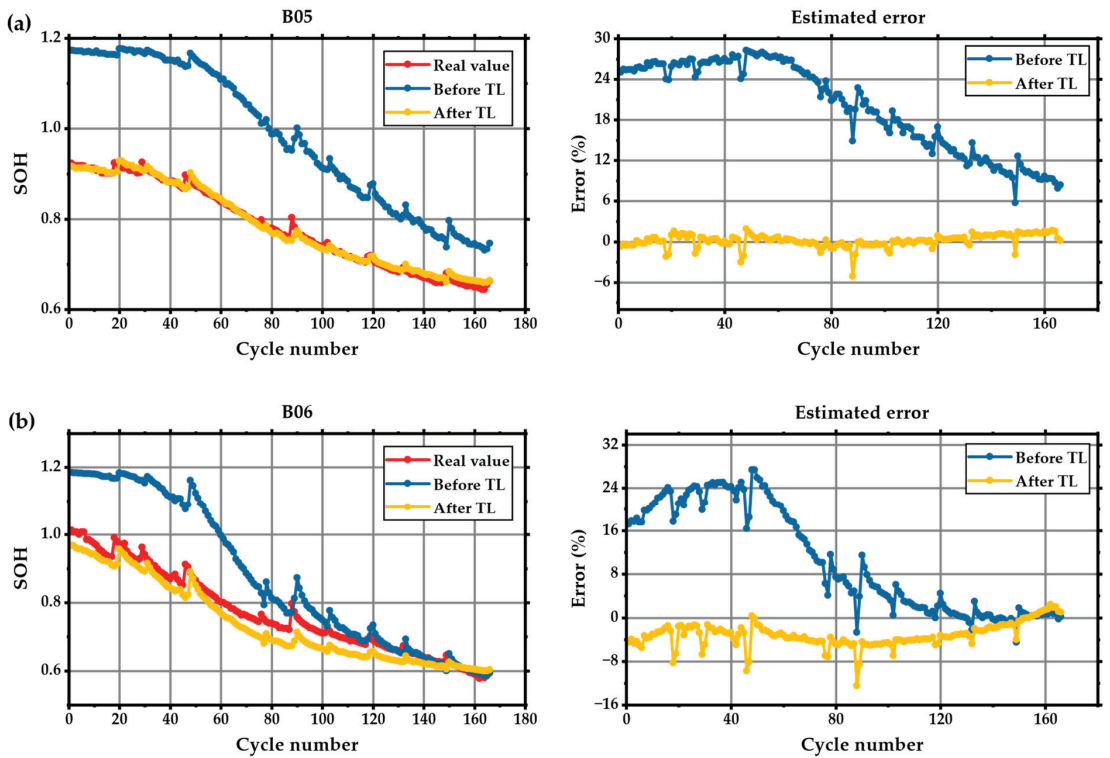 (a)
B05
1.2
1.0
0.8
0.6
SOH
0 20 40 60 80 100 120 140 160 180
Cycle number
Real value
Before TL
After TL
Estimated error
30
24
18
12
6
0
−6
Error (%)
0 40 80 120 160
Cycle number
Before TL
After TL
(b)
B06
1.2
1.0
0.8
0.6
SOH
0 20 40 60 80 100 120 140 160 180
Cycle number
Real value
Before TL
After TL
Estimated error
32
24
16
8
0
−8
−16
Error (%)
0 40 80 120 160
Cycle number
Before TL
After TL